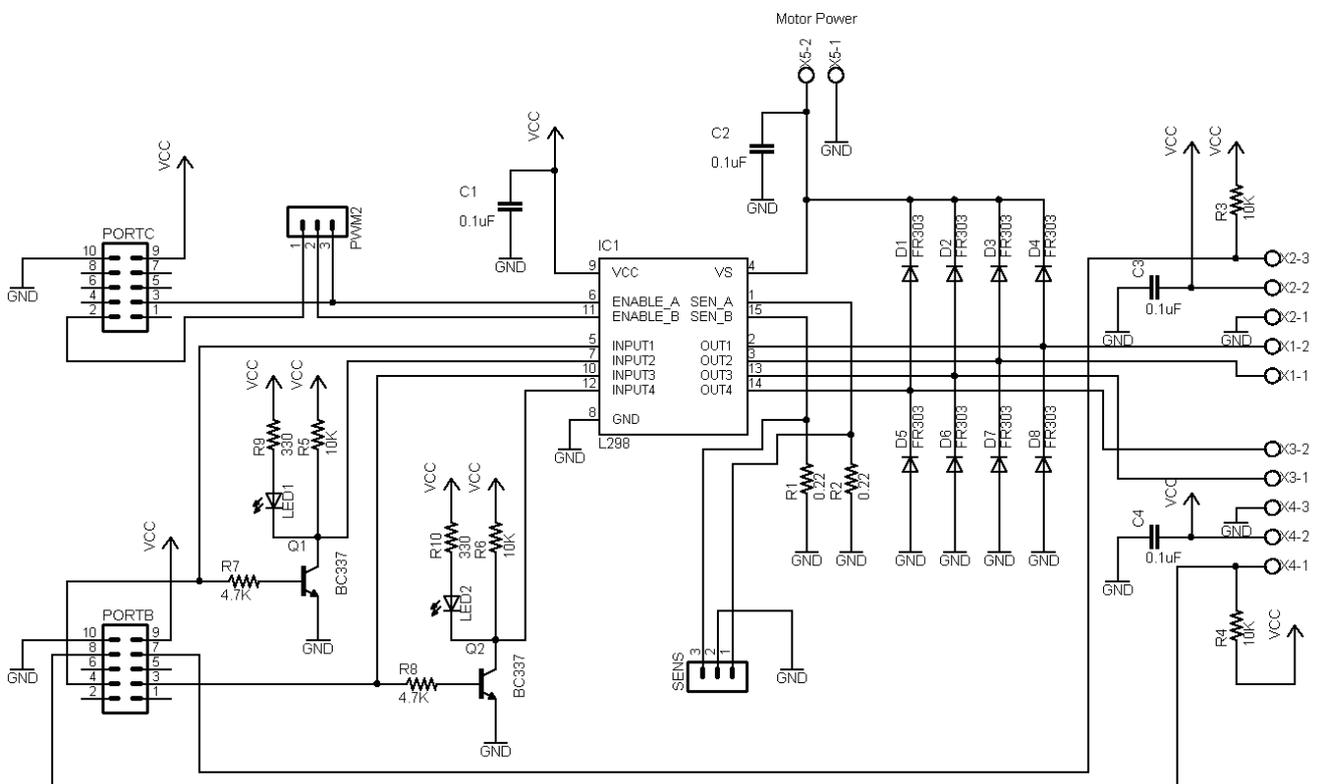 Motor Power
X5-2
X5-1
VCC
C2
0.1uF
GND
GND
VCC
C1
0.1uF
GND
VCC
PORTC
10 9
8 7
6 5
4 3
2 1
GND
PWM2
1 2 3
IC1
9 VCC
VS 4
6 ENABLE_A
SEN_A 1
11 ENABLE_B
SEN_B 15
5 INPUT1
OUT1 2
7 INPUT2
OUT2 3
10 INPUT3
OUT3 13
12 INPUT4
OUT4 14
8 GND
L298
GND
D1 FR303
D2 FR303
D3 FR303
D4 FR303
D5 FR303
D6 FR303
D7 FR303
D8 FR303
GND
GND
GND
GND
R1 0.22
R2 0.22
GND
GND
VCC
VCC
R3 10K
C3
0.1uF
GND
GND
X2-3
X2-2
X2-1
X1-2
X1-1
X3-2
X3-1
X4-3
X4-2
X4-1
VCC
C4
0.1uF
GND
GND
R4 10K
VCC
VCC
VCC
R9 330
R5 10K
LED1
Q1
BC337
R7
4.7K
GND
VCC
VCC
R10 330
R6 10K
LED2
Q2
BC337
R8
4.7K
GND
VCC
PORTB
10 9
8 7
6 5
4 3
2 1
GND
SENS
3 2 1
GND